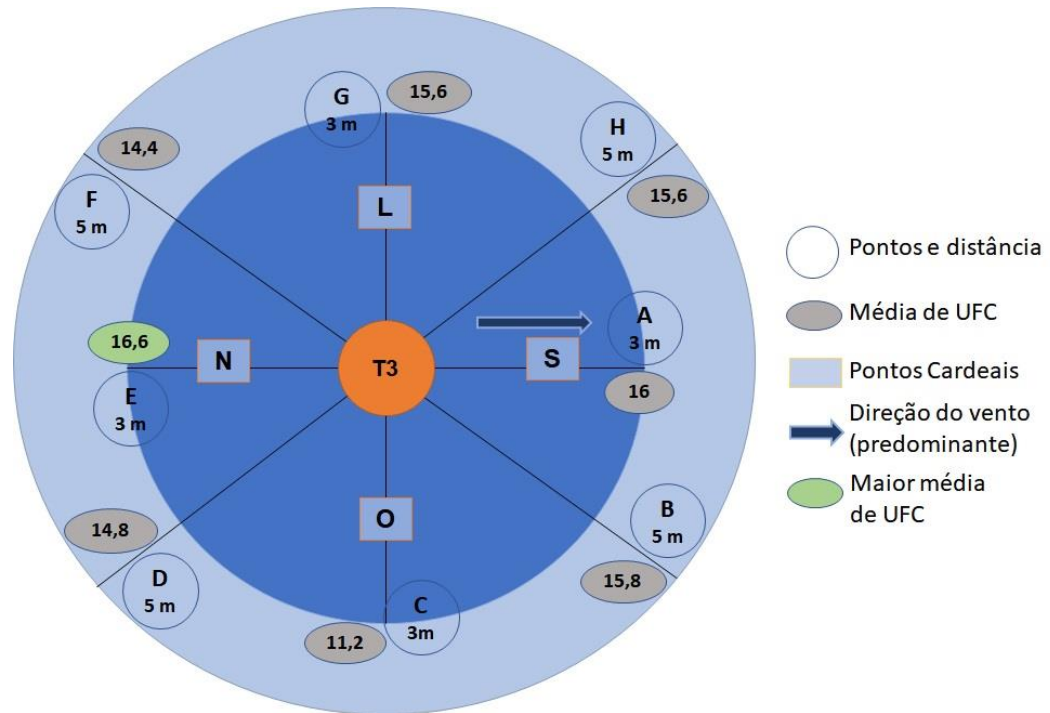 G
3 m
15,6
H
5 m
14,4
F
5 m
15,6
L
A
3 m
16,6
N
T3
S
E
3 m
16
O
B
5 m
14,8
D
5 m
15,8
C
3m
11,2
Pontos e distância
Média de UFC
Pontos Cardeais
Direção do vento
(predominante)
Maior média
de UFC